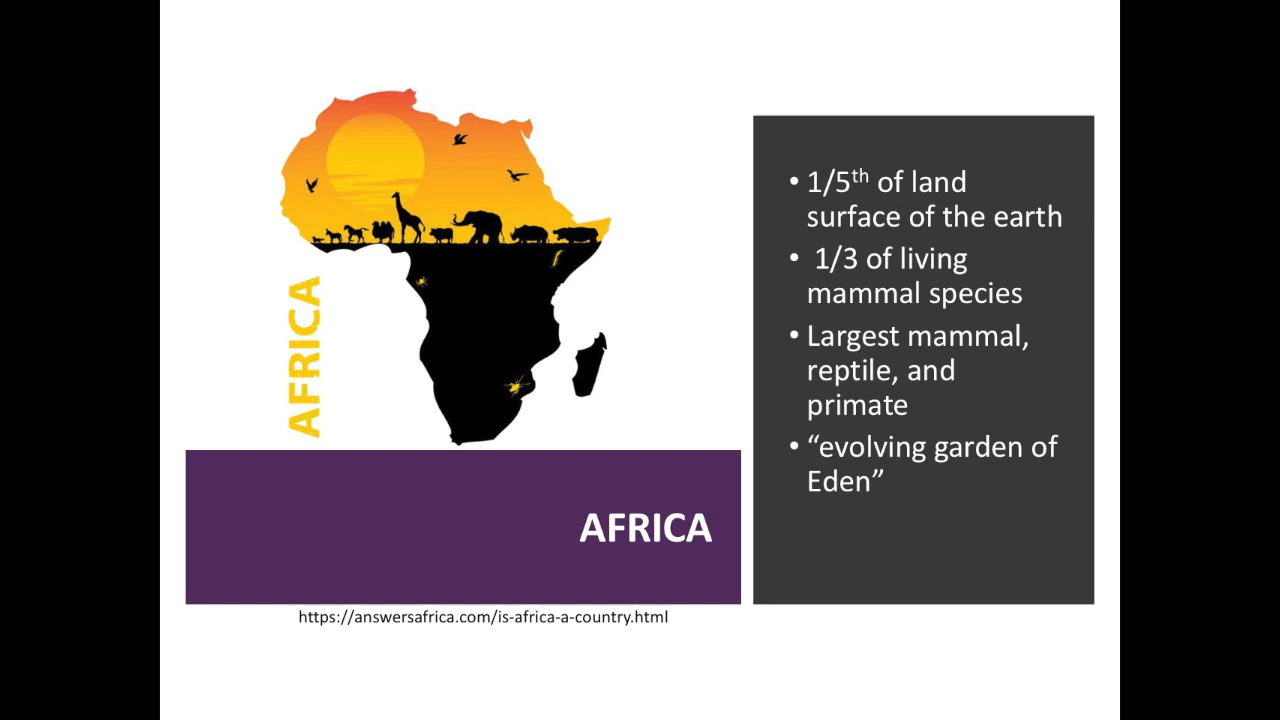 AFRICA
AFRICA
https://answersafrica.com/is-africa-a-country.html
• 1/5th of land
surface of the earth
• 1/3 of living
mammal species
• Largest mammal,
reptile, and
primate
• “evolving garden of
Eden”